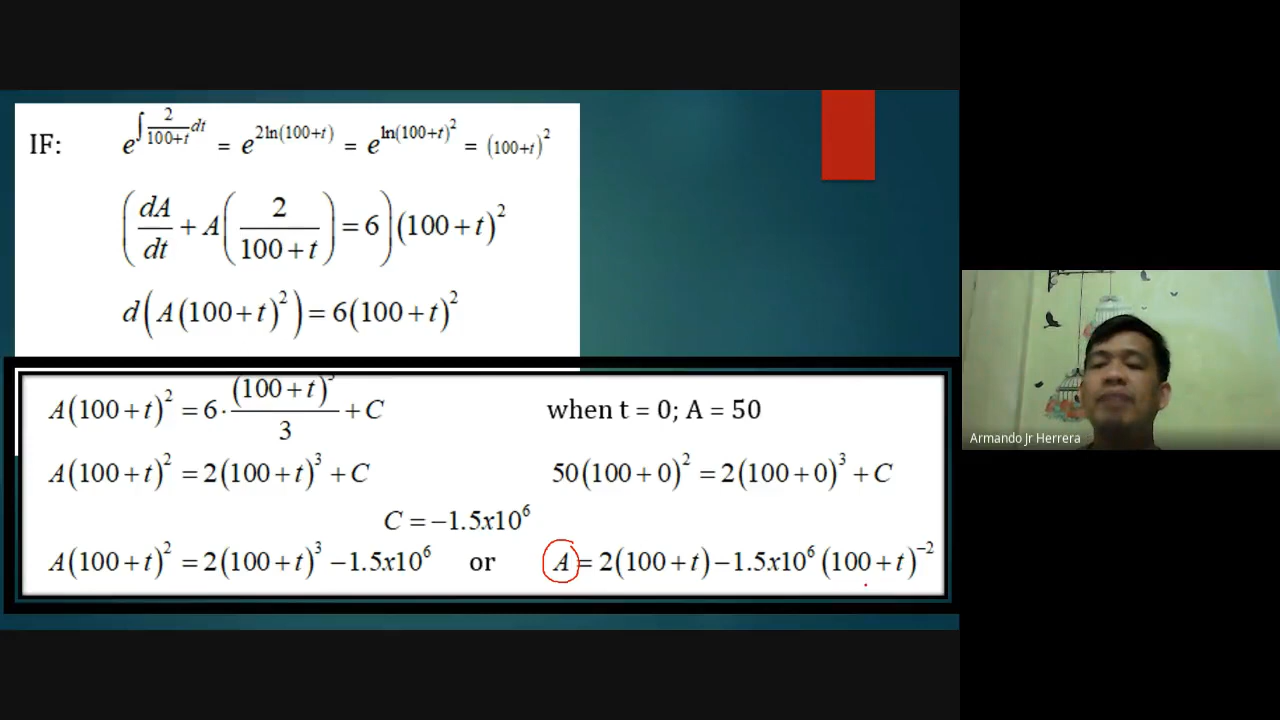 IF: e^{∫ 2/(100+t) dt} = e^{2ln(100+t)} = e^{ln(100+t)^2} = (100+t)^2
(dA/dt + A(2/(100+t)) = 6)(100+t)^2
d(A(100+t)^2) = 6(100+t)^2
A(100+t)^2 = 6·(100+t)^3/3 + C when t = 0; A = 50
A(100+t)^2 = 2(100+t)^3 + C 50(100+0)^2 = 2(100+0)^3 + C
C = −1.5x10^6
A(100+t)^2 = 2(100+t)^3 −1.5x10^6 or A = 2(100+t)−1.5x10^6 (100+t)^{−2}
Armando Jr Herrera